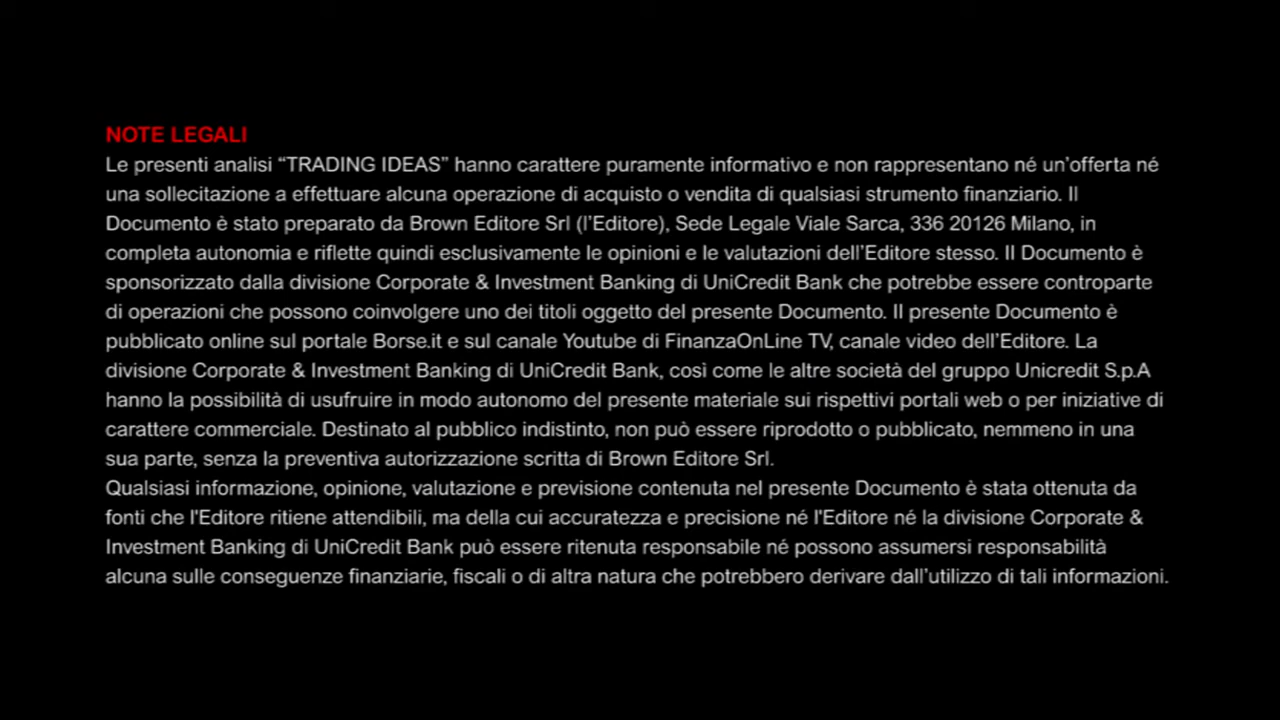 NOTE LEGALI
Le presenti analisi “TRADING IDEAS” hanno carattere puramente informativo e non rappresentano né un’offerta né
una sollecitazione a effettuare alcuna operazione di acquisto o vendita di qualsiasi strumento finanziario. Il
Documento è stato preparato da Brown Editore Srl (l’Editore), Sede Legale Viale Sarca, 336 20126 Milano, in
completa autonomia e riflette quindi esclusivamente le opinioni e le valutazioni dell’Editore stesso. Il Documento è
sponsorizzato dalla divisione Corporate & Investment Banking di UniCredit Bank che potrebbe essere controparte
di operazioni che possono coinvolgere uno dei titoli oggetto del presente Documento. Il presente Documento è
pubblicato online sul portale Borse.it e sul canale Youtube di FinanzaOnLine TV, canale video dell’Editore. La
divisione Corporate & Investment Banking di UniCredit Bank, così come le altre società del gruppo Unicredit S.p.A
hanno la possibilità di usufruire in modo autonomo del presente materiale sui rispettivi portali web o per iniziative di
carattere commerciale. Destinato al pubblico indistinto, non può essere riprodotto o pubblicato, nemmeno in una
sua parte, senza la preventiva autorizzazione scritta di Brown Editore Srl.
Qualsiasi informazione, opinione, valutazione e previsione contenuta nel presente Documento è stata ottenuta da
fonti che l'Editore ritiene attendibili, ma della cui accuratezza e precisione né l'Editore né la divisione Corporate &
Investment Banking di UniCredit Bank può essere ritenuta responsabile né possono assumersi responsabilità
alcuna sulle conseguenze finanziarie, fiscali o di altra natura che potrebbero derivare dall’utilizzo di tali informazioni.